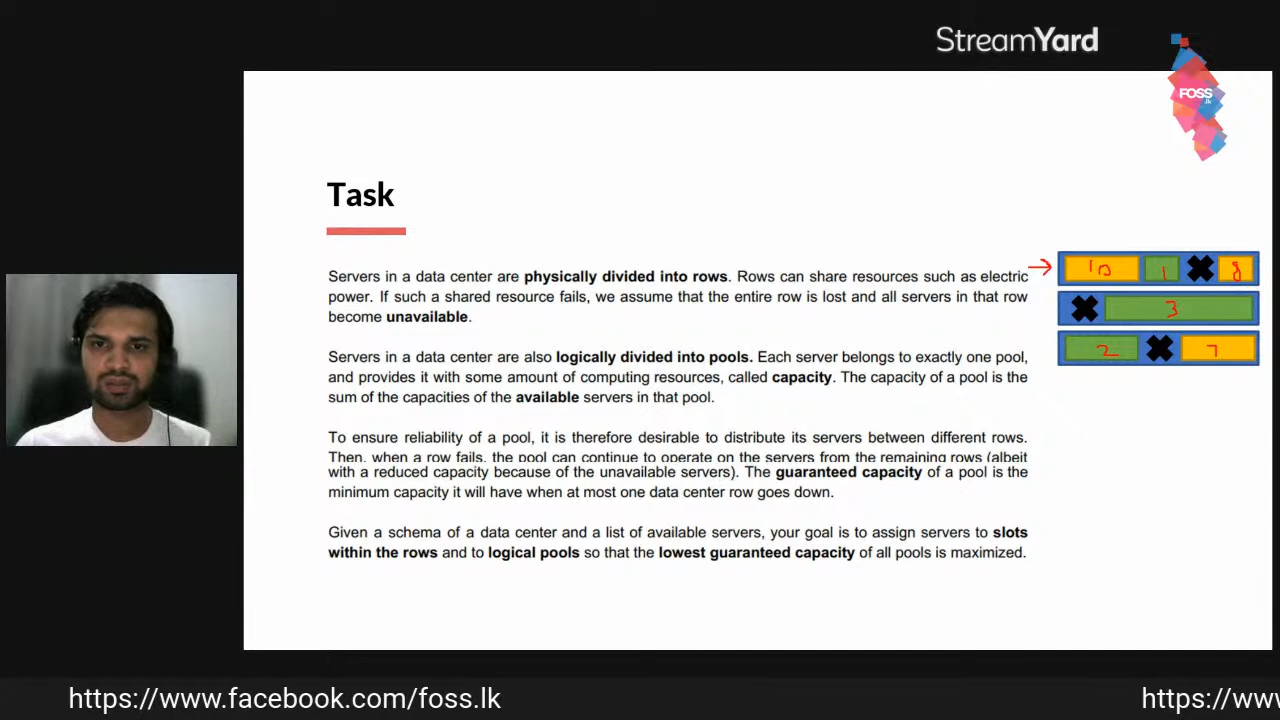 StreamYard
FOSS
.lk
Task
Servers in a data center are physically divided into rows. Rows can share resources such as electric
power. If such a shared resource fails, we assume that the entire row is lost and all servers in that row
become unavailable.
10 1 8
3
2
Servers in a data center are also logically divided into pools. Each server belongs to exactly one pool,
and provides it with some amount of computing resources, called capacity. The capacity of a pool is the
sum of the capacities of the available servers in that pool.
To ensure reliability of a pool, it is therefore desirable to distribute its servers between different rows.
Then, when a row fails, the pool can continue to operate on the servers from the remaining rows (albeit
with a reduced capacity because of the unavailable servers). The guaranteed capacity of a pool is the
minimum capacity it will have when at most one data center row goes down.
Given a schema of a data center and a list of available servers, your goal is to assign servers to slots
within the rows and to logical pools so that the lowest guaranteed capacity of all pools is maximized.
https://www.facebook.com/foss.lk
https://www